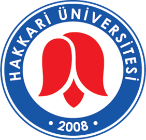 HAKKARİ ÜNİVERSİTESİ
• 2008 •